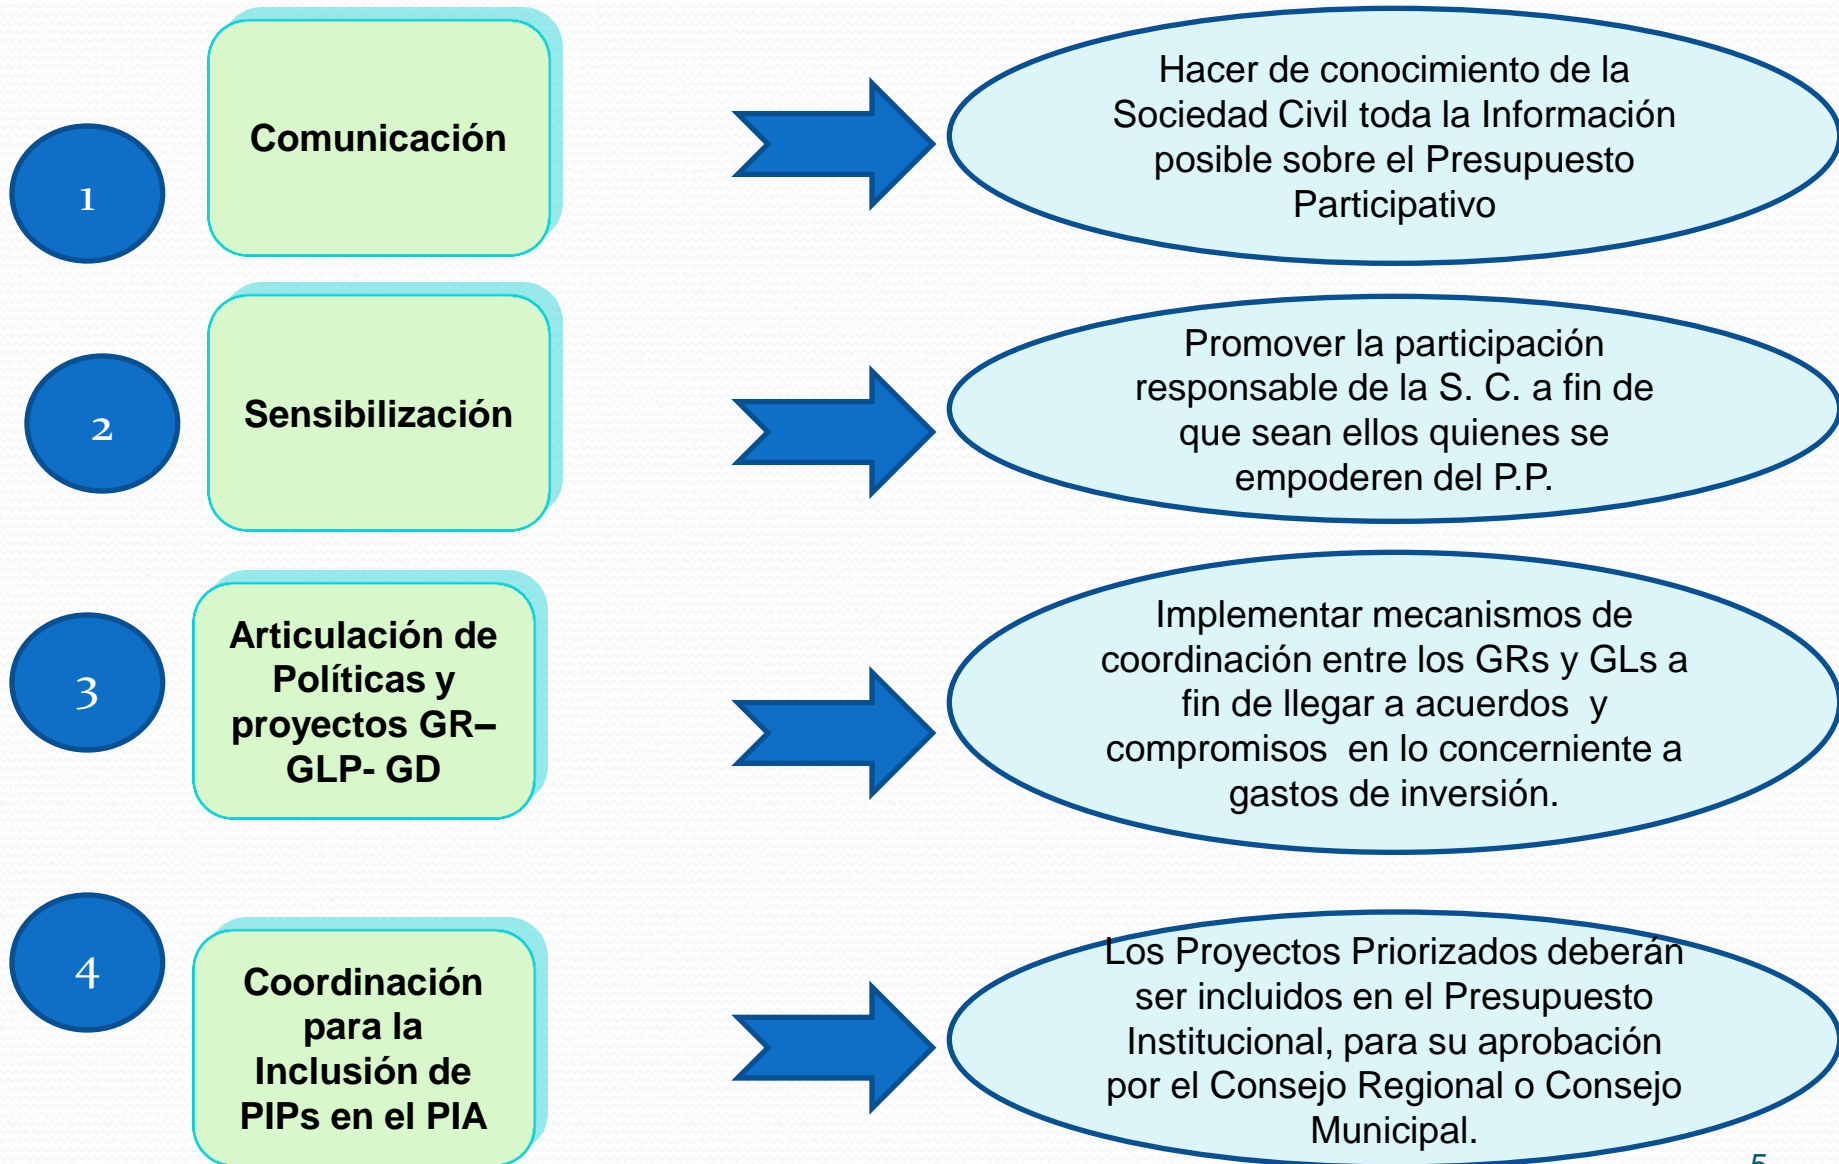 1
Comunicación
Hacer de conocimiento de la
Sociedad Civil toda la Información
posible sobre el Presupuesto
Participativo
2
Sensibilización
Promover la participación
responsable de la S. C. a fin de
que sean ellos quienes se
empoderen del P.P.
3
Articulación de
Políticas y
proyectos GR–
GLP- GD
Implementar mecanismos de
coordinación entre los GRs y GLs a
fin de llegar a acuerdos  y
compromisos  en lo concerniente a
gastos de inversión.
4
Coordinación
para la
Inclusión de
PIPs en el PIA
Los Proyectos Priorizados deberán
ser incluidos en el Presupuesto
Institucional, para su aprobación
por el Consejo Regional o Consejo
Municipal.
5